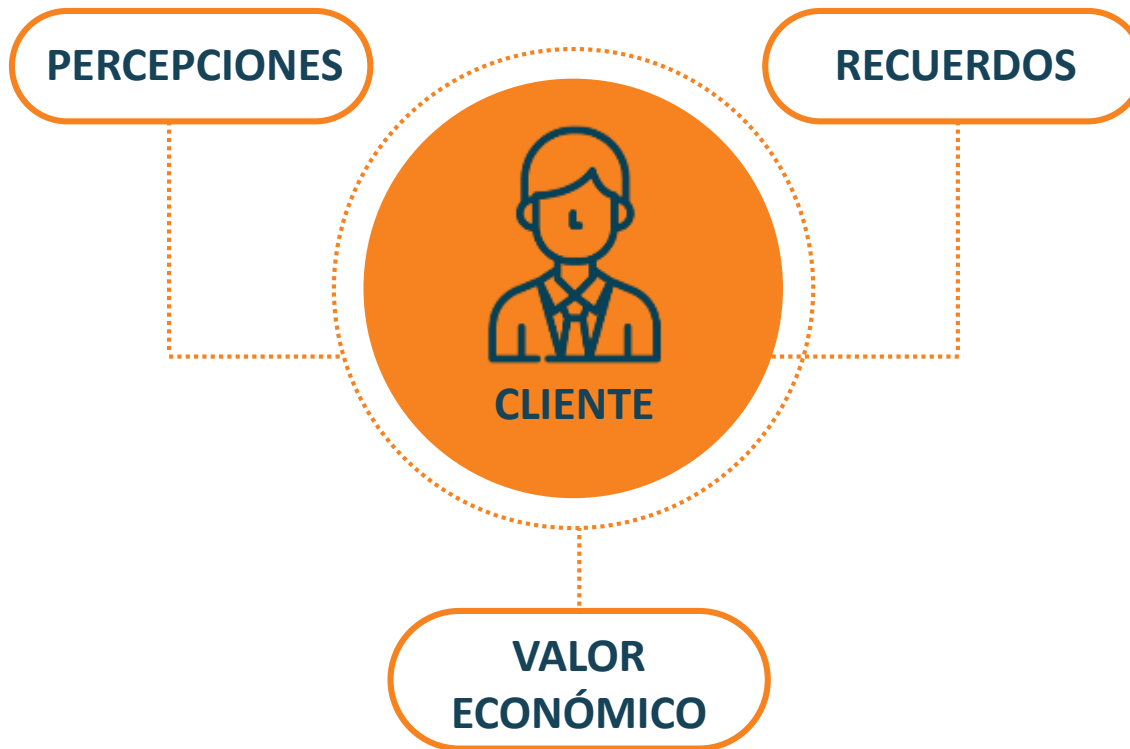 PERCEPCIONES
RECUERDOS
CLIENTE
VALOR
ECONÓMICO